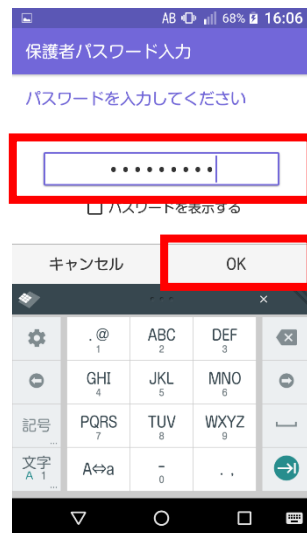 AB 68% 16:06
保護者パスワード入力
パスワードを入力してください
•••••••••
パスワードを表示する
キャンセル OK
.@ ABC DEF
1 2 3
GHI JKL MNO
4 5 6
記号 PQRS TUV WXYZ
... 7 8 9
文字 A⇔a - . ,
A 1 0
...